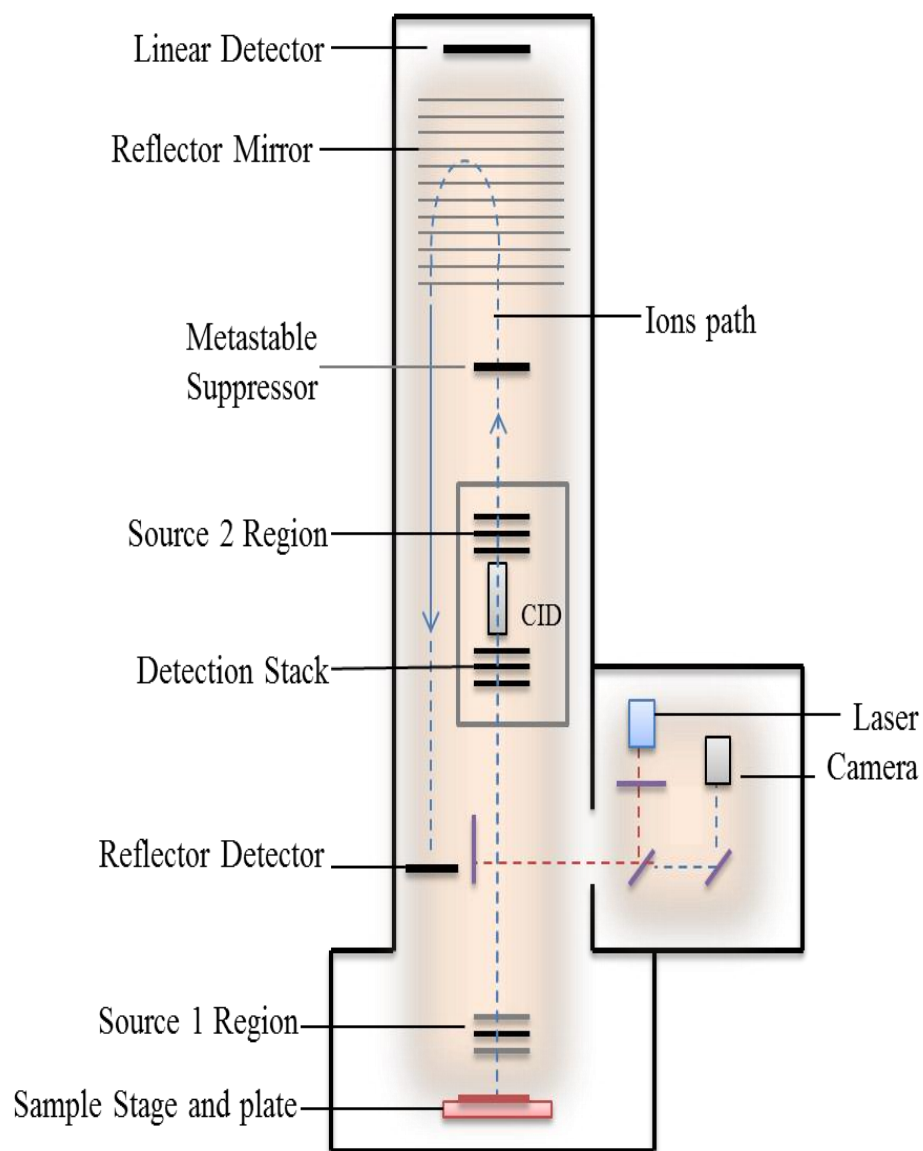 Linear Detector
Reflector Mirror
Ions path
Metastable
Suppressor
Source 2 Region
CID
Detection Stack
Laser
Camera
Reflector Detector
Source 1 Region
Sample Stage and plate